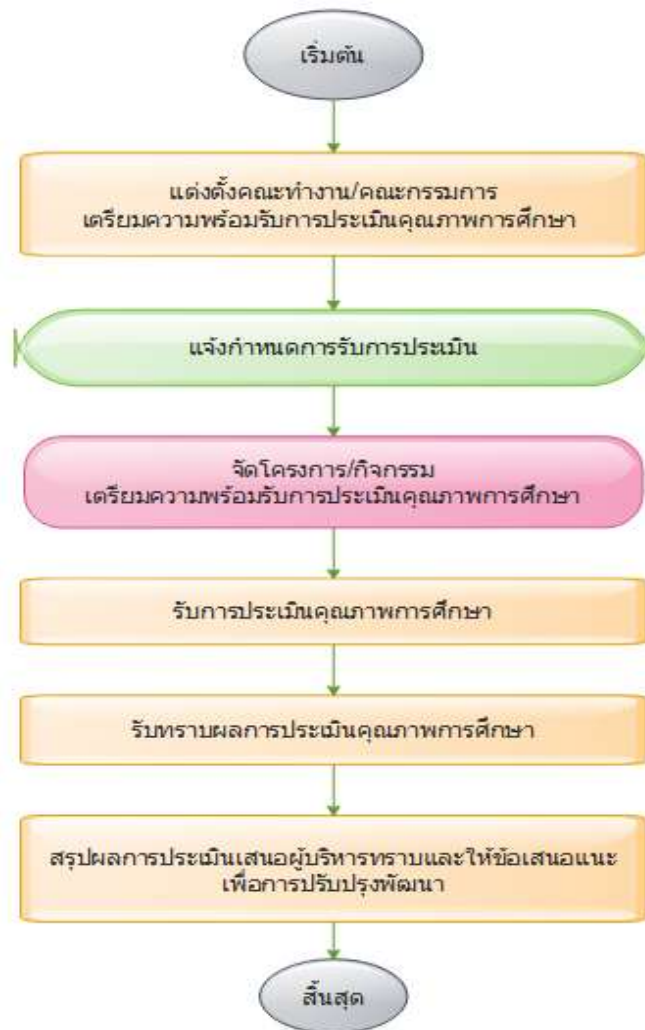 เริ่มต้น
แต่งตั้งคณะทำงาน/คณะกรรมการ
เตรียมความพร้อมรับการประเมินคุณภาพการศึกษา
แจ้งกำหนดการรับการประเมิน
จัดโครงการ/กิจกรรม
เตรียมความพร้อมรับการประเมินคุณภาพการศึกษา
รับการประเมินคุณภาพการศึกษา
รับทราบผลการประเมินคุณภาพการศึกษา
สรุปผลการประเมินเสนอผู้บริหารทราบและให้ข้อเสนอแนะ
เพื่อการปรับปรุงพัฒนา
สิ้นสุด